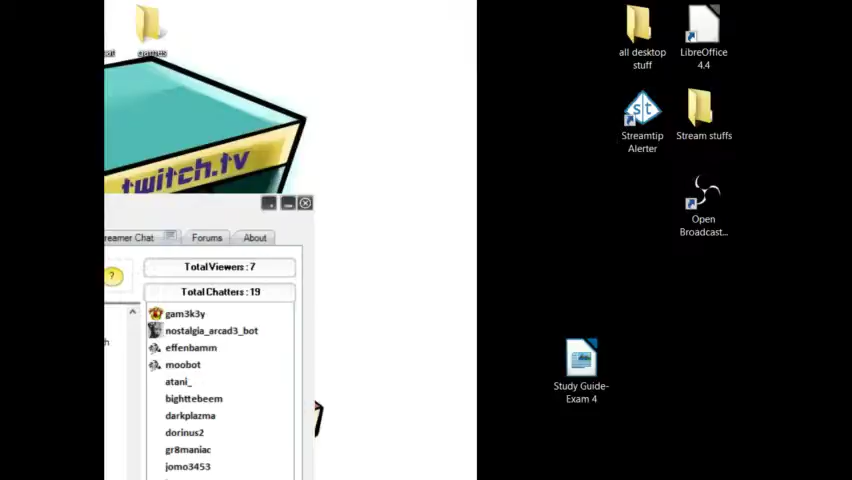 games
twitch.tv
reamer Chat
Forums
About
?
Total Viewers : 7
Total Chatters : 19
gam3k3y
nostalgia_arcad3_bot
effenbamm
moobot
atani_
bighttebeem
darkplazma
dorinus2
gr8maniac
jomo3453
all desktop
stuff
LibreOffice
4.4
st
Streamtip
Alerter
Stream stuffs
Open
Broadcast...
Study Guide-
Exam 4